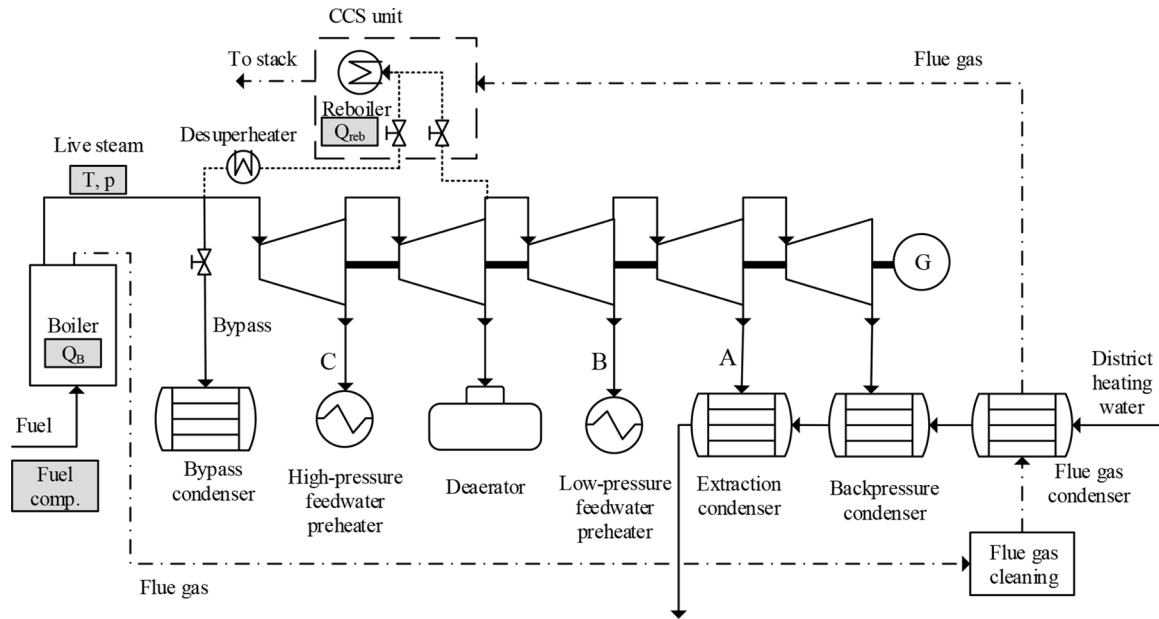 CCS unit
To stack
Flue gas
Reboiler
Qreb
Desuperheater
Live steam
T, p
G
Boiler
QB
Bypass
C
B
A
District
heating
water
Fuel
Fuel
comp.
Bypass
condenser
High-pressure
feedwater
preheater
Deaerator
Low-pressure
feedwater
preheater
Extraction
condenser
Backpressure
condenser
Flue gas
condenser
Flue gas
cleaning
Flue gas